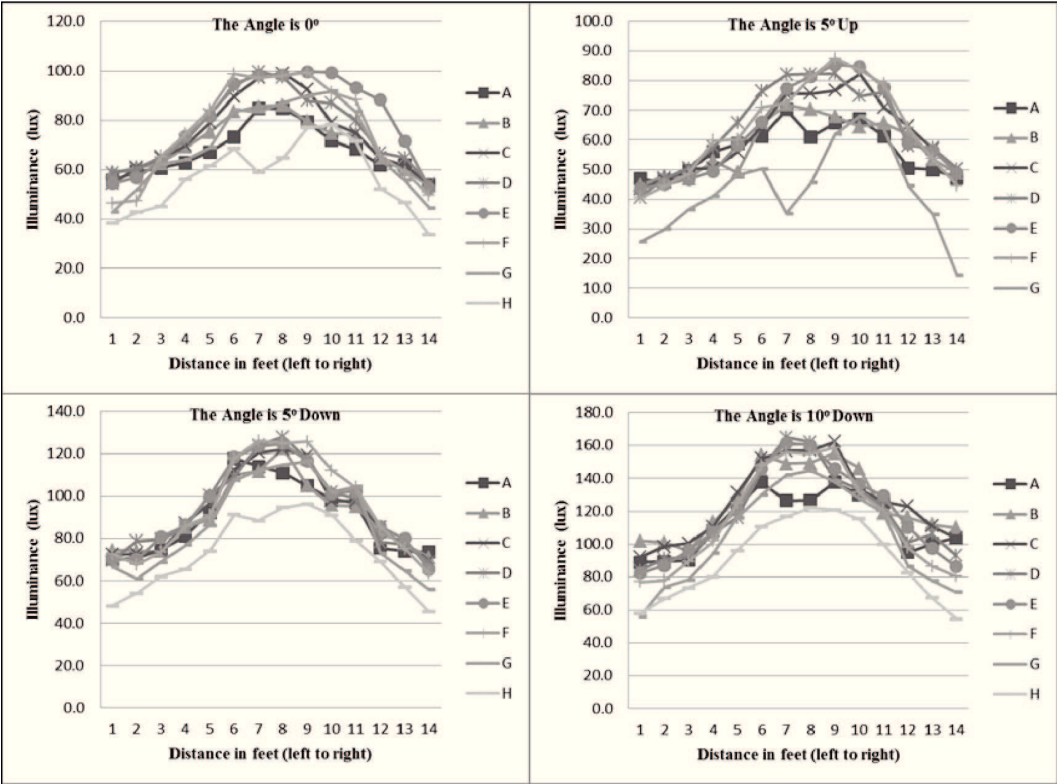 The Angle is 0°
120.0
100.0
80.0
60.0
40.0
20.0
0.0
Illuminance (lux)
1 2 3 4 5 6 7 8 9 10 11 12 13 14
Distance in feet (left to right)
A
B
C
D
E
F
G
H
The Angle is 5° Up
100.0
90.0
80.0
70.0
60.0
50.0
40.0
30.0
20.0
10.0
0.0
Illuminance (lux)
1 2 3 4 5 6 7 8 9 10 11 12 13 14
Distance in feet (left to right)
A
B
C
D
E
F
G
The Angle is 5° Down
140.0
120.0
100.0
80.0
60.0
40.0
20.0
0.0
Illuminance (lux)
1 2 3 4 5 6 7 8 9 10 11 12 13 14
Distance in feet (left to right)
A
B
C
D
E
F
G
H
The Angle is 10° Down
180.0
160.0
140.0
120.0
100.0
80.0
60.0
40.0
20.0
0.0
Illuminance (lux)
1 2 3 4 5 6 7 8 9 10 11 12 13 14
Distance in feet (left to right)
A
B
C
D
E
F
G
H